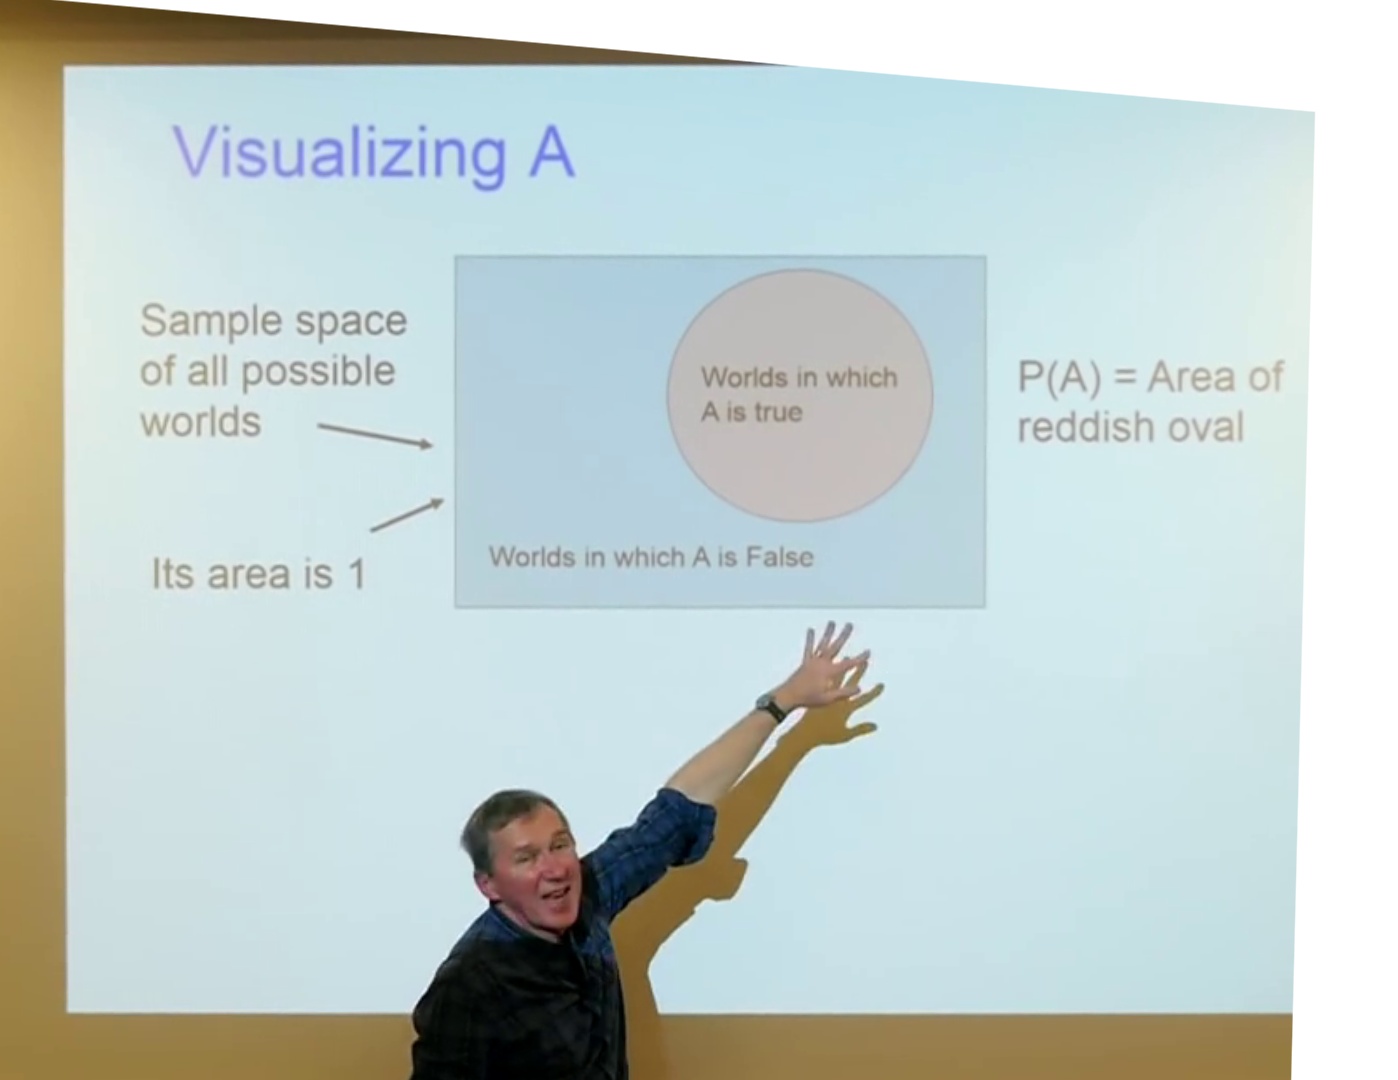 Visualizing A
Sample space
of all possible
worlds
Its area is 1
Worlds in which
A is true
Worlds in which A is False
P(A) = Area of
reddish oval